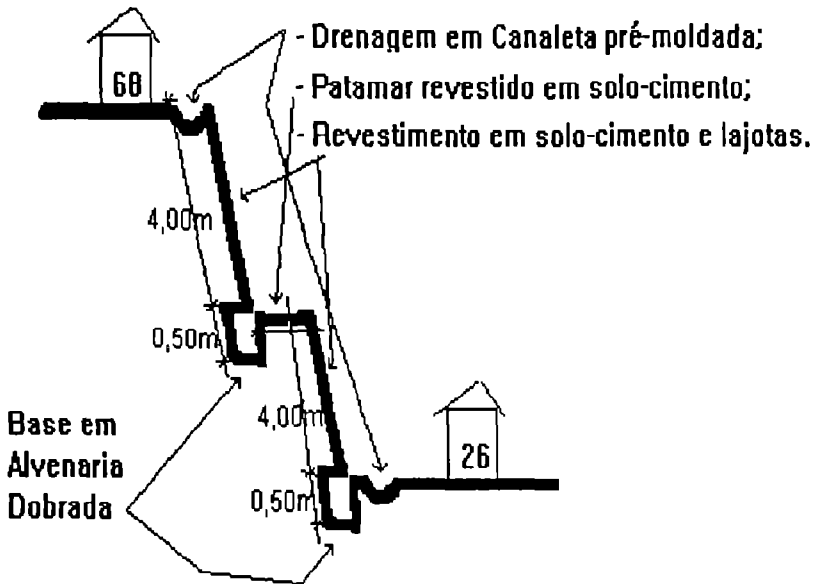 - Drenagem em Canaleta pré-moldada;
68
- Patamar revestido em solo-cimento;
- Revestimento em solo-cimento e lajotas.
4,00m
0,50m
4,00m
Base em
Alvenaria
Dobrada
26
0,50m